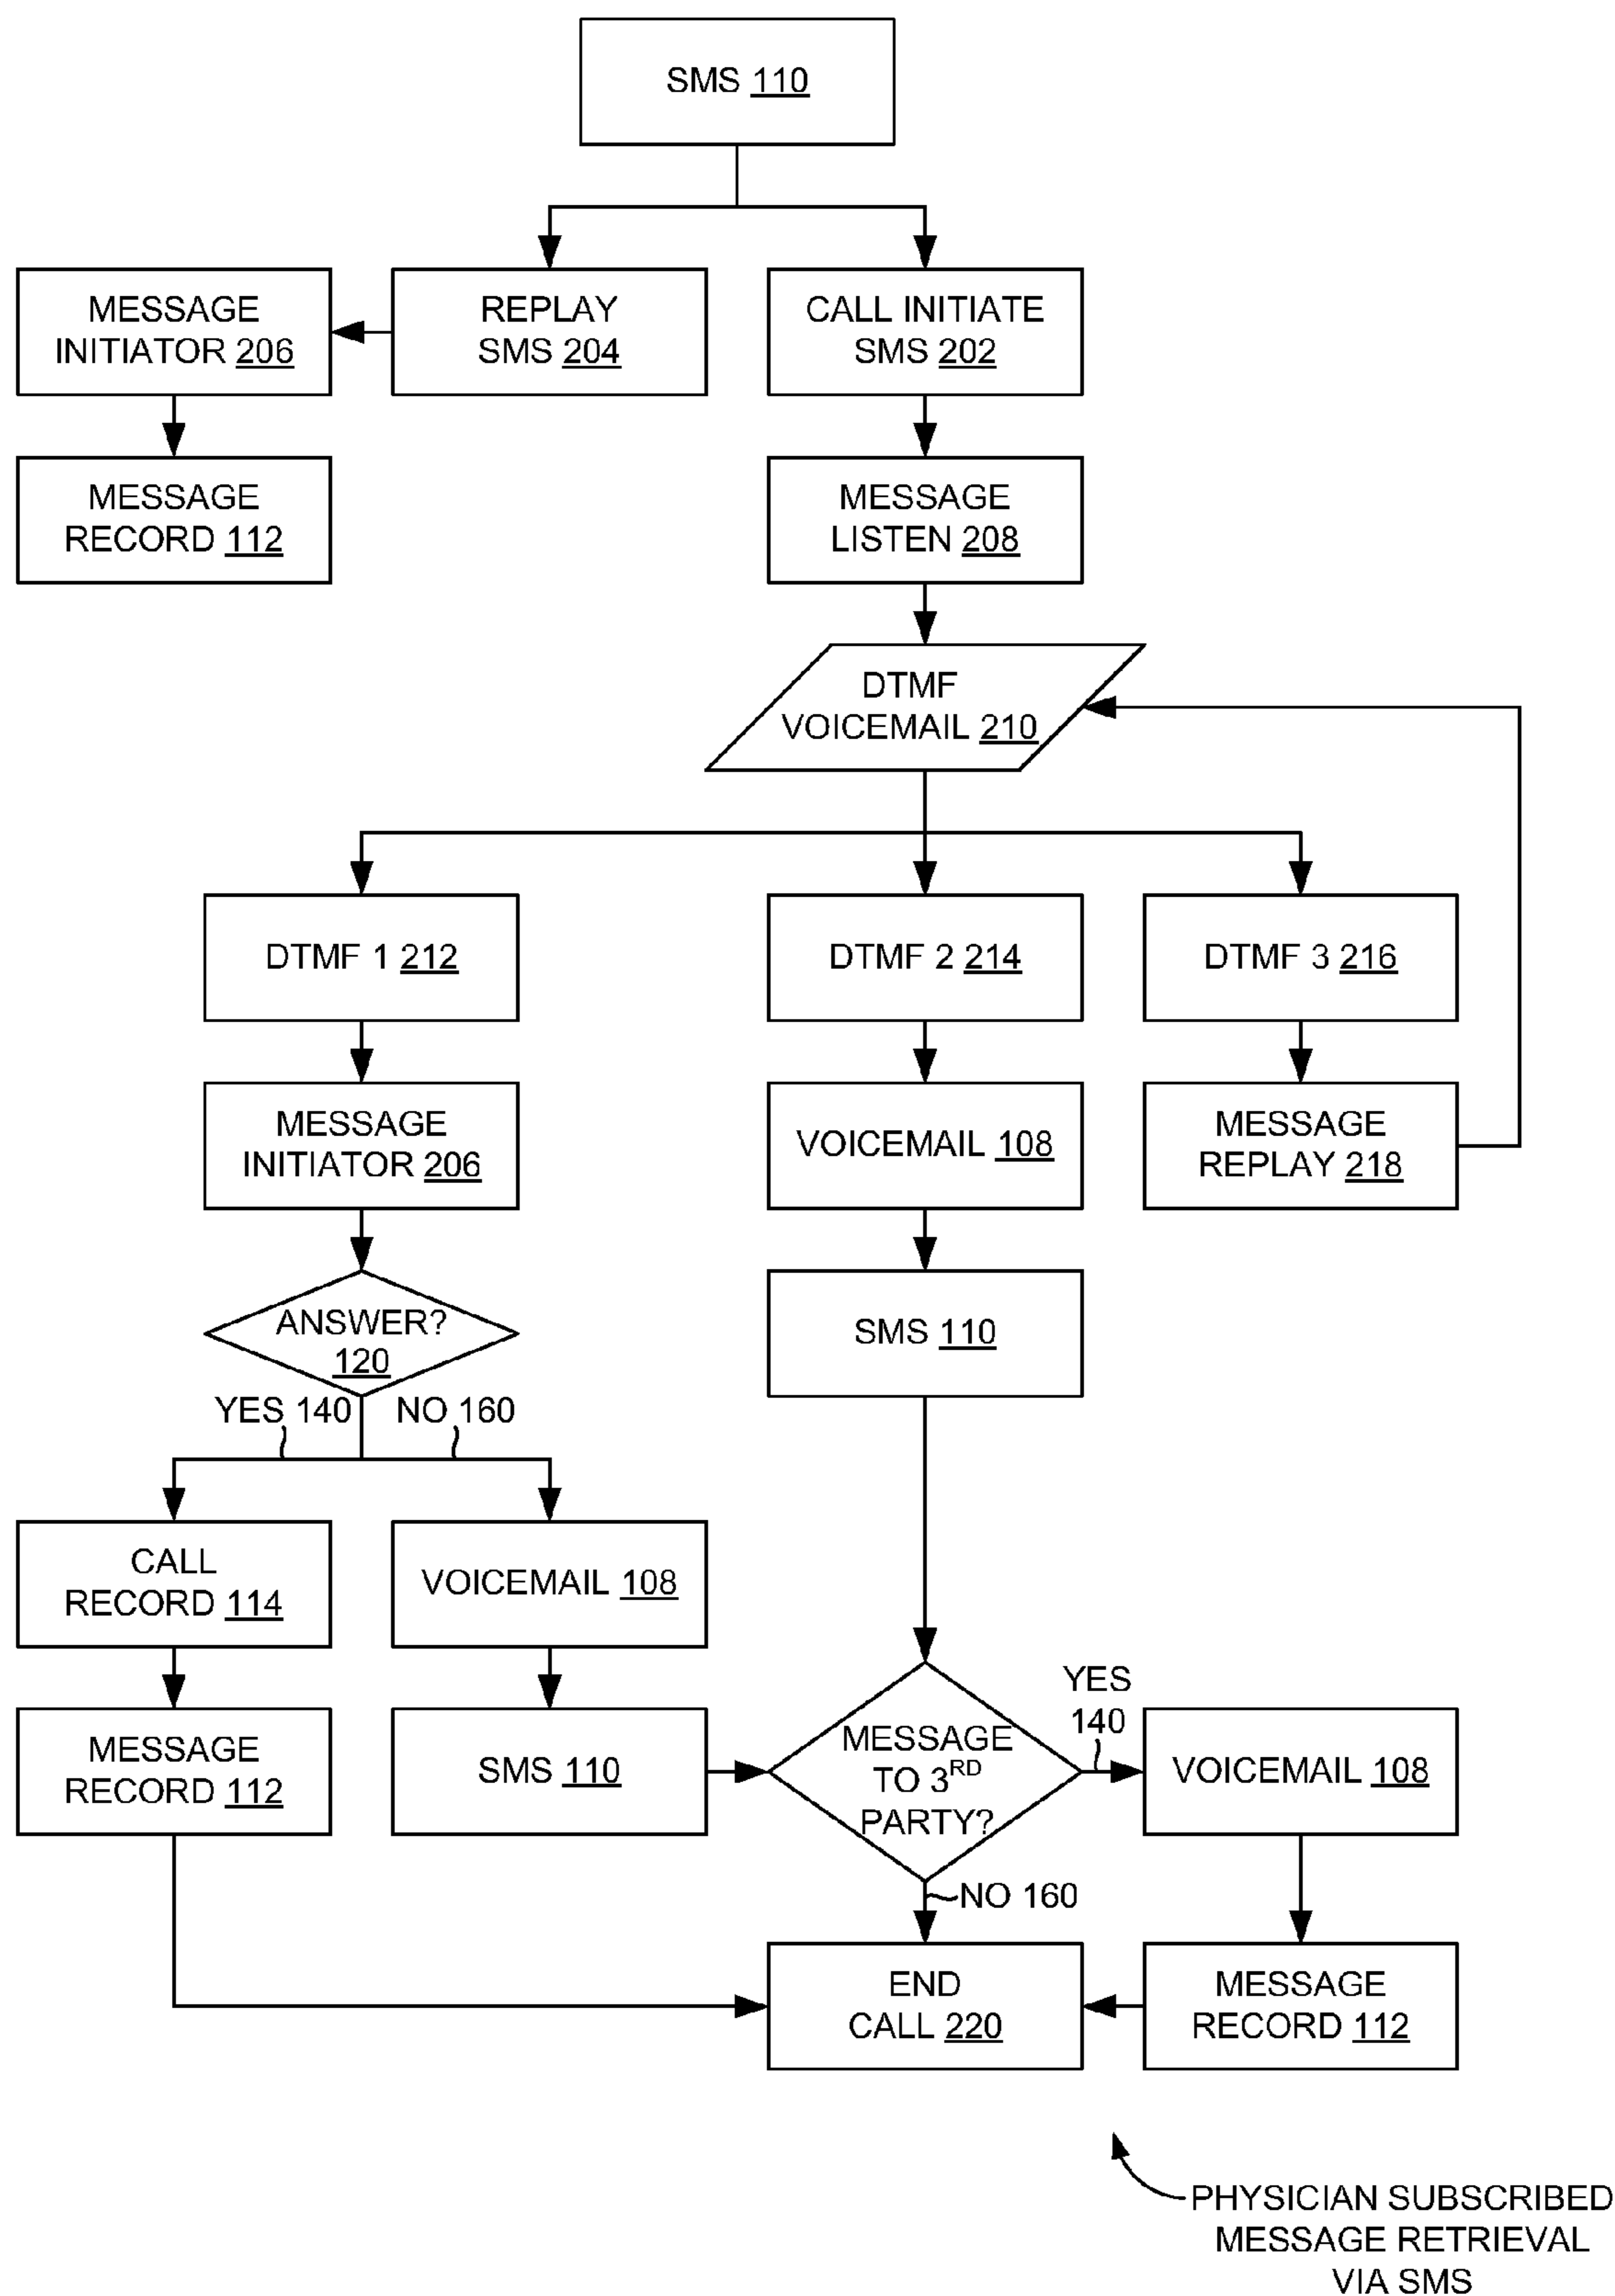 SMS 110
MESSAGE
INITIATOR 206
REPLAY
SMS 204
CALL INITIATE
SMS 202
MESSAGE
RECORD 112
MESSAGE
LISTEN 208
DTMF
VOICEMAIL 210
DTMF 1 212
DTMF 2 214
DTMF 3 216
MESSAGE
INITIATOR 206
VOICEMAIL 108
MESSAGE
REPLAY 218
ANSWER?
120
SMS 110
YES 140
NO 160
CALL
RECORD 114
VOICEMAIL 108
MESSAGE
RECORD 112
SMS 110
MESSAGE
TO 3RD
PARTY?
YES
140
VOICEMAIL 108
NO 160
END
CALL 220
MESSAGE
RECORD 112
PHYSICIAN SUBSCRIBED
MESSAGE RETRIEVAL
VIA SMS